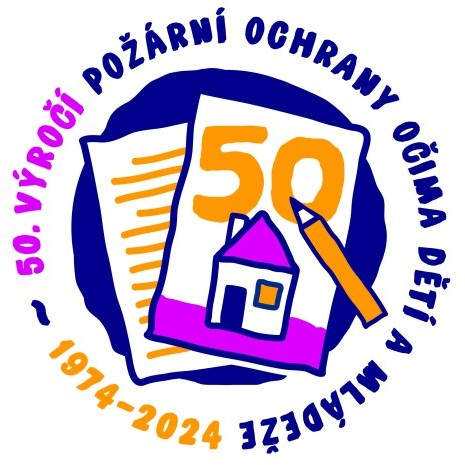 50. VÝROČÍ POŽÁRNÍ OCHRANY OČIMA DĚTÍ A MLÁDEŽE
~ 1974-2024
50